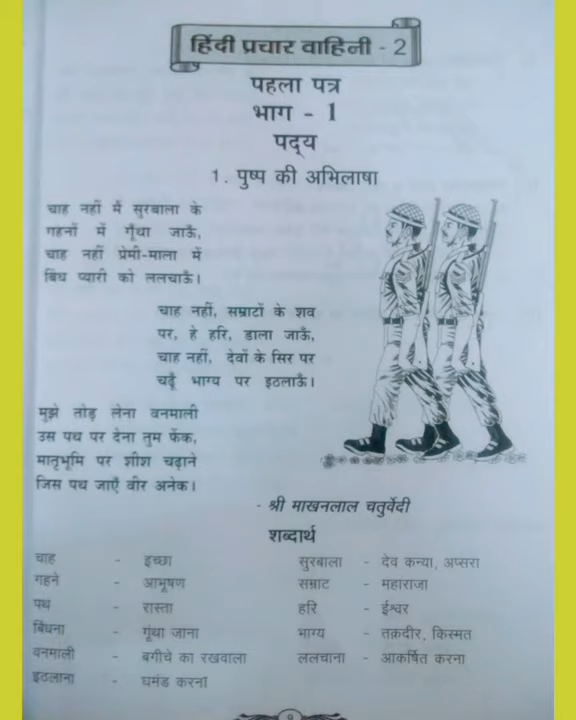 हिंदी प्रचार वाहिनी - 2
पहला पत्र
भाग - 1
पद्य
1. पुष्प की अभिलाषा
चाह नहीं मैं सुरबाला के
गहनों में गूँथा जाऊँ,
चाह नहीं प्रेमी-माला में
बिंध प्यारी को ललचाऊँ।
चाह नहीं, सम्राटों के शव
पर, हे हरि, डाला जाऊँ,
चाह नहीं, देवों के सिर पर
चढ़ूँ भाग्य पर इठलाऊँ।
मुझे तोड़ लेना वनमाली
उस पथ पर देना तुम फेंक,
मातृभूमि पर शीश चढ़ाने
जिस पथ जाएँ वीर अनेक।
- श्री माखनलाल चतुर्वेदी
शब्दार्थ
चाह - इच्छा सुरबाला - देव कन्या, अप्सरा
गहने - आभूषण सम्राट - महाराजा
पथ - रास्ता हरि - ईश्वर
बिंधना - गूंथा जाना भाग्य - तक़दीर, किस्मत
वनमाली - बगीचे का रखवाला ललचाना - आकर्षित करना
इठलाना - घमंड करना
9